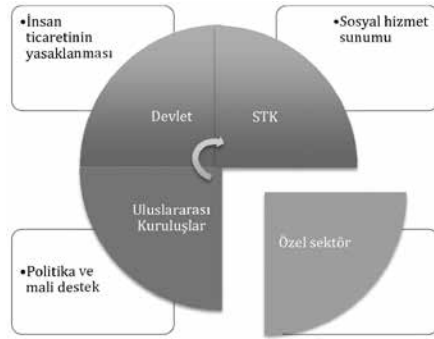 •İnsan
ticaretinin
yasaklanması
•Sosyal hizmet
sunumu
Devlet
STK
Uluslararası
Kuruluşlar
Özel sektör
•Politika ve
mali destek